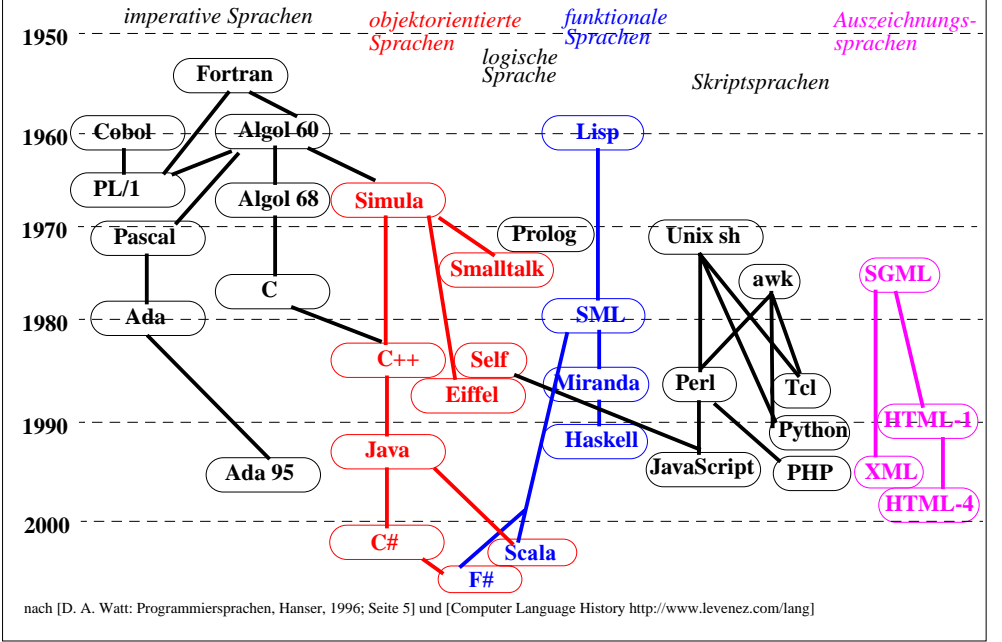 imperative Sprachen
objektorientierte
Sprachen
funktionale
Sprachen
Auszeichnungs-
sprachen
logische
Sprache
Skriptsprachen
1950
Fortran
1960
Cobol
Algol 60
Lisp
PL/1
Algol 68
Simula
1970
Pascal
Prolog
Unix sh
Smalltalk
awk
SGML
C
1980
Ada
SML
C++
Self
Eiffel
Miranda
Perl
Tcl
1990
HTML-1
Python
Haskell
Java
Ada 95
JavaScript
PHP
XML
HTML-4
2000
C#
Scala
F#
nach [D. A. Watt: Programmiersprachen, Hanser, 1996; Seite 5] und [Computer Language History http://www.levenez.com/lang]